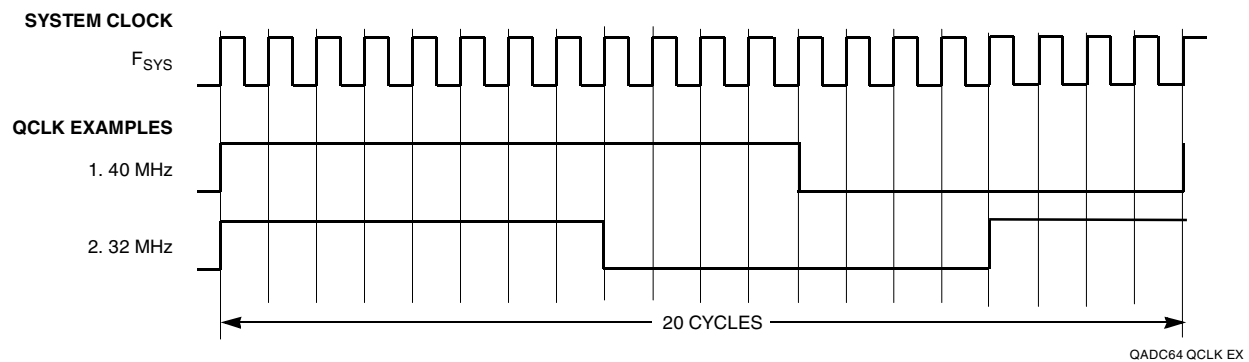 SYSTEM CLOCK
FSYS
QCLK EXAMPLES
1. 40 MHz
2. 32 MHz
20 CYCLES
QADC64 QCLK EX